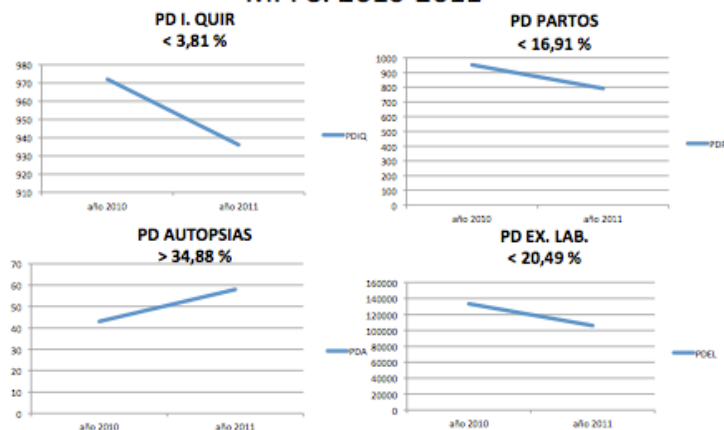 PD I. QUIR
< 3,81 %
980
970
960
950
940
930
920
910
año 2010
año 2011
PDIQ
PD PARTOS
< 16,91 %
1000
900
800
700
600
500
400
300
200
100
0
año 2010
año 2011
PD AUTOPSIAS
> 34,88 %
70
60
50
40
30
20
10
0
año 2010
año 2011
PDA
PD EX. LAB.
< 20,49 %
160000
140000
120000
100000
80000
60000
40000
20000
0
año 2010
año 2011
PDEL